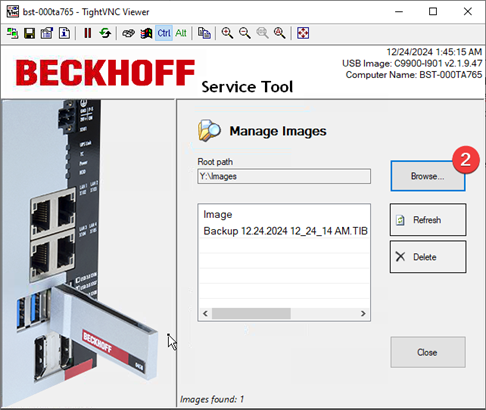 bst-000ta765 - TightVNC Viewer
Ctrl Alt
12/24/2024 1:45:15 AM
USB Image: C9900-I901 v2.1.9.47
Computer Name: BST-000TA765
BECKHOFF Service Tool
Manage Images
Root path
Y:\Images
Browse...
2
Image
Backup 12.24.2024 12_24_14 AM.TIB
Refresh
Delete
Close
Images found: 1
BECKHOFF